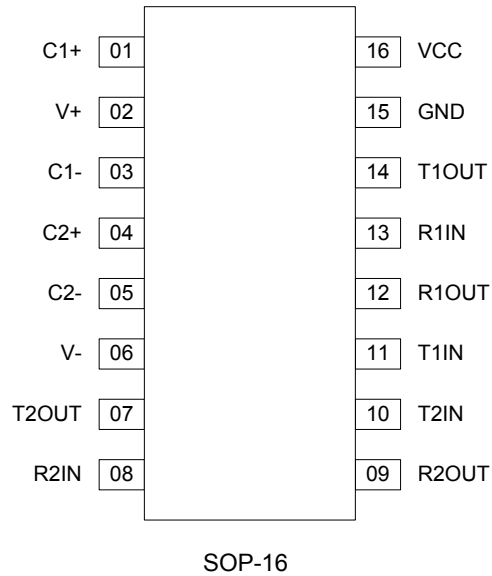 C1+ 01 16 VCC
V+ 02 15 GND
C1- 03 14 T1OUT
C2+ 04 13 R1IN
C2- 05 12 R1OUT
V- 06 11 T1IN
T2OUT 07 10 T2IN
R2IN 08 09 R2OUT
SOP-16